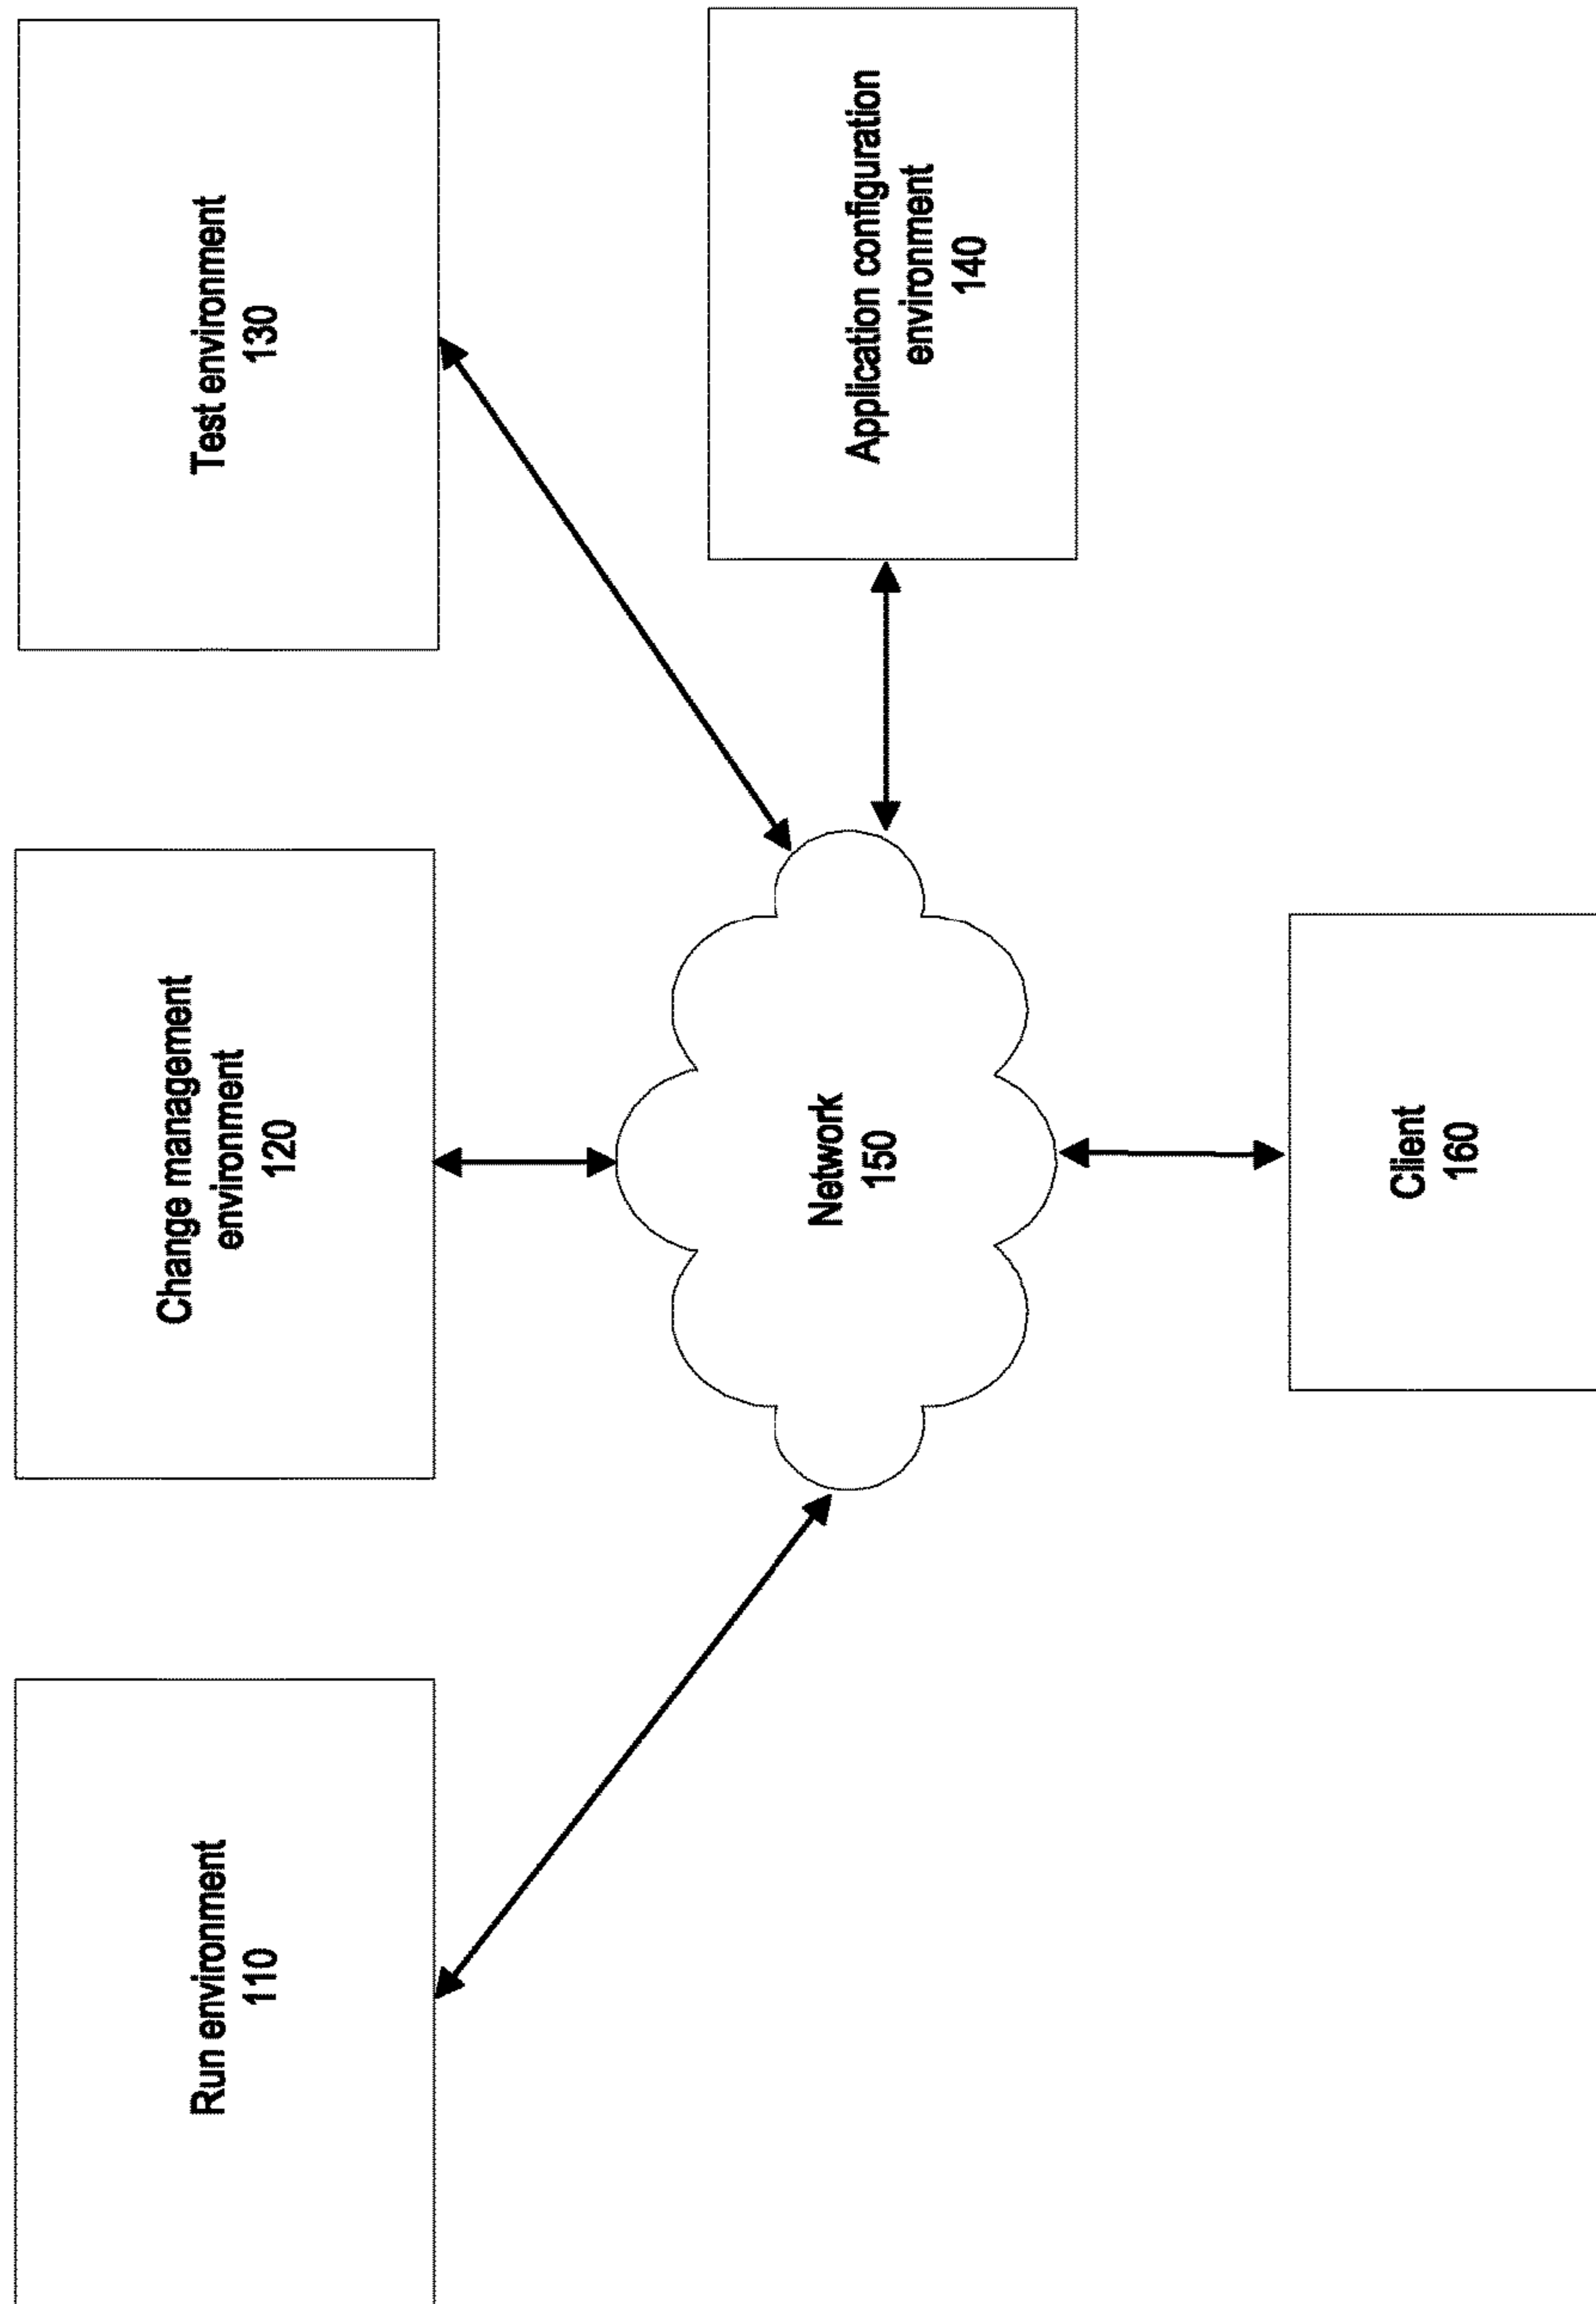 Run environment
110
Change management
environment
120
Test environment
130
Application configuration
environment
140
Network
150
Client
160